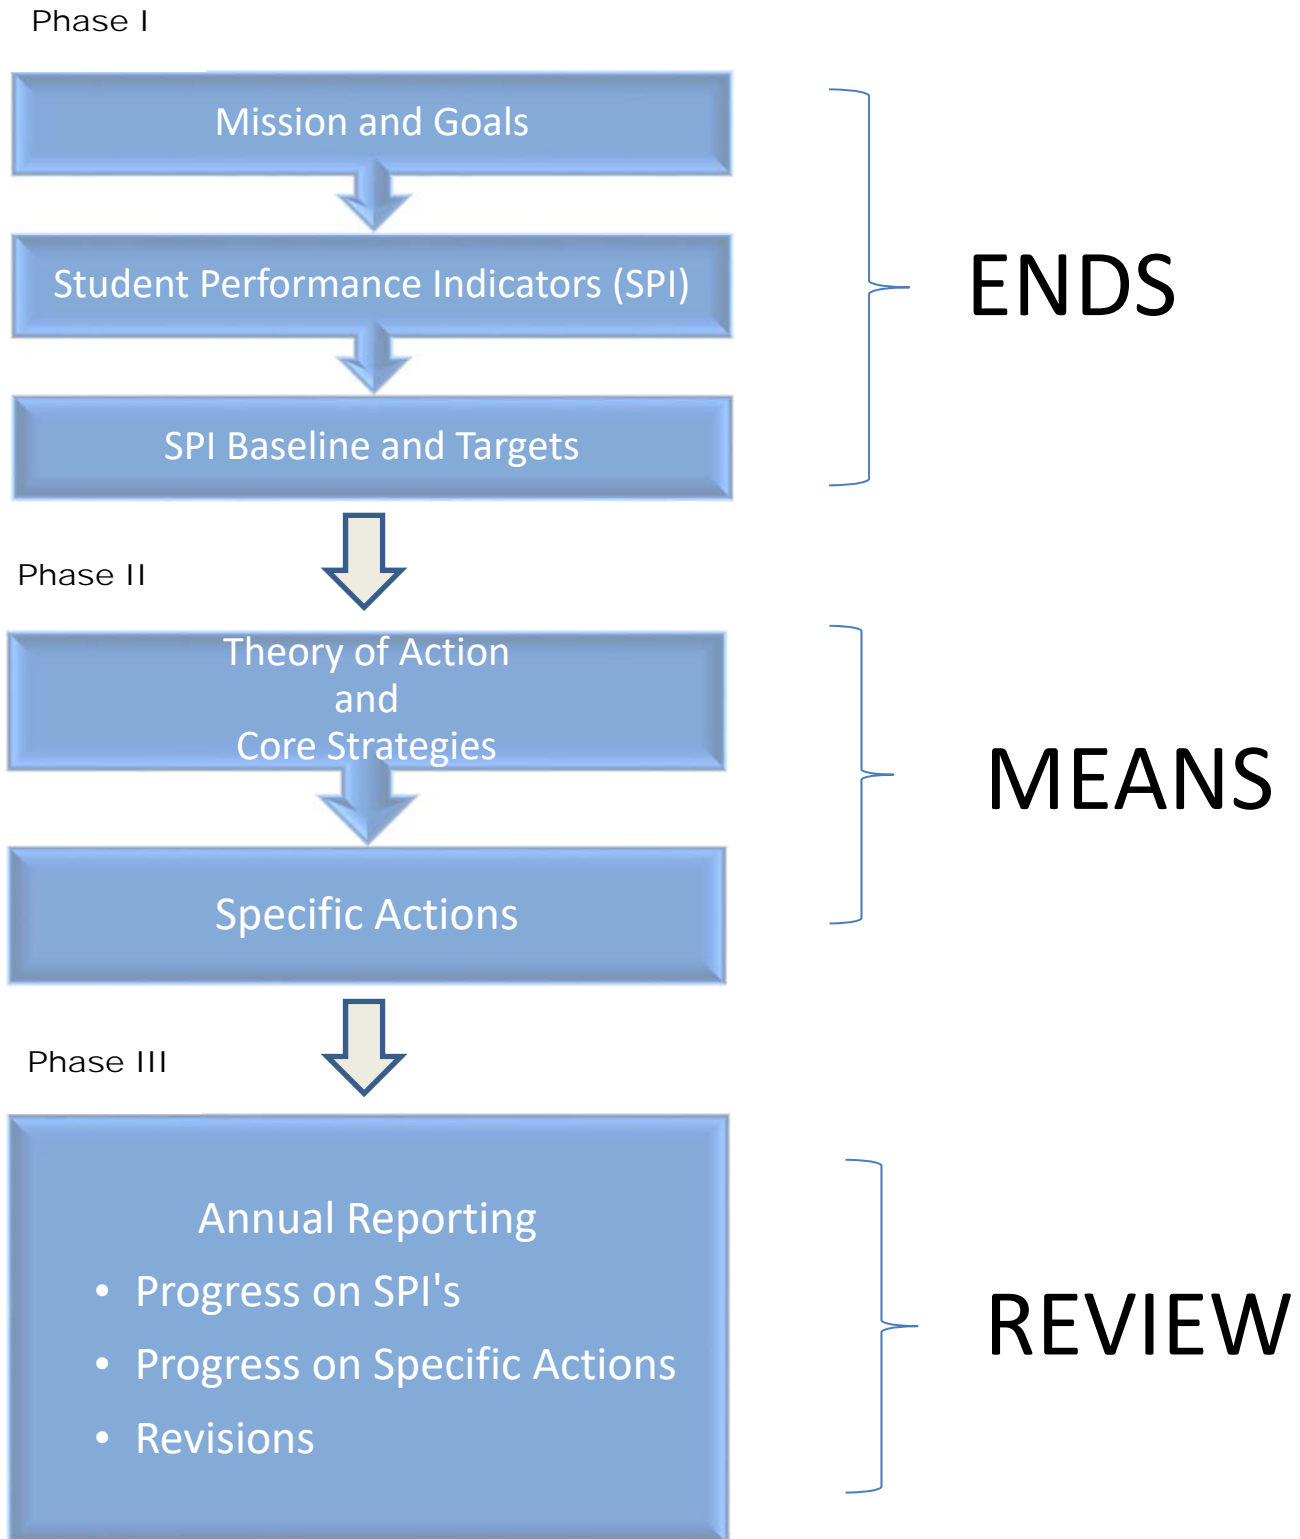 Phase I
Mission and Goals
Student Performance Indicators (SPI)
SPI Baseline and Targets
ENDS
Phase II
Theory of Action
and
Core Strategies
Specific Actions
MEANS
Phase III
Annual Reporting
• Progress on SPI's
• Progress on Specific Actions
• Revisions
REVIEW